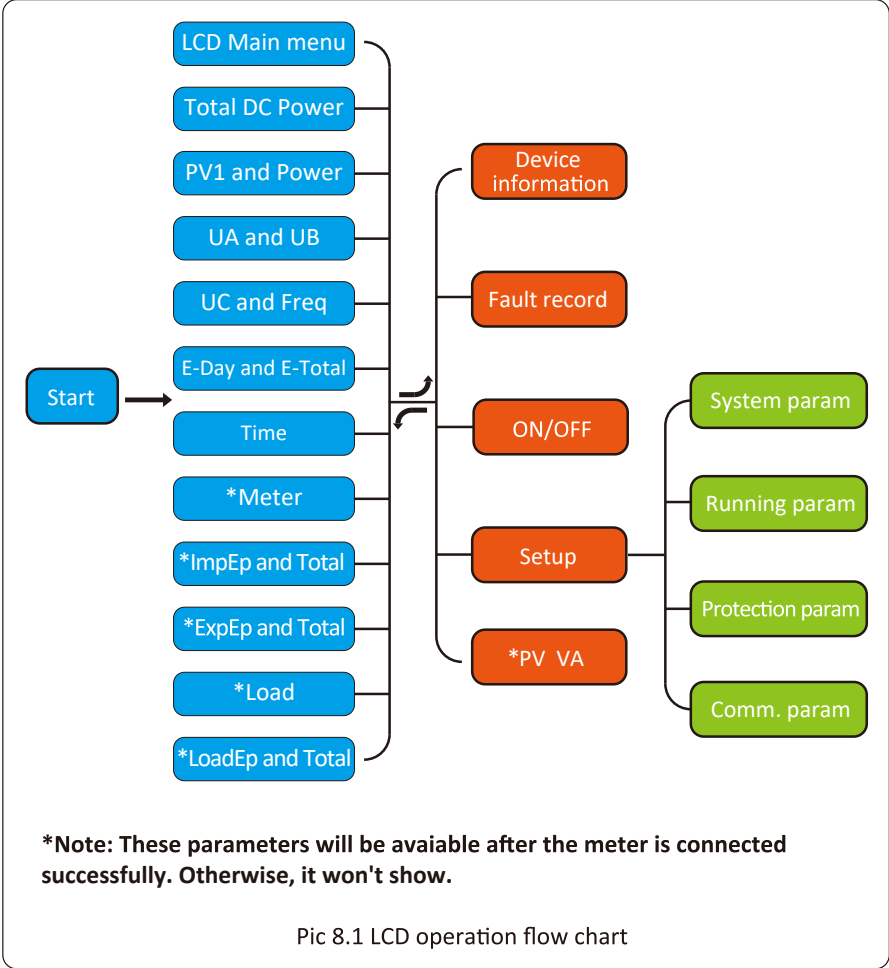 Start
LCD Main menu
Total DC Power
PV1 and Power
UA and UB
UC and Freq
E-Day and E-Total
Time
*Meter
*ImpEp and Total
*ExpEp and Total
*Load
*LoadEp and Total
Device
information
Fault record
ON/OFF
Setup
*PV VA
System param
Running param
Protection param
Comm. param
*Note: These parameters will be avaiable after the meter is connected
successfully. Otherwise, it won't show.
Pic 8.1 LCD operation flow chart